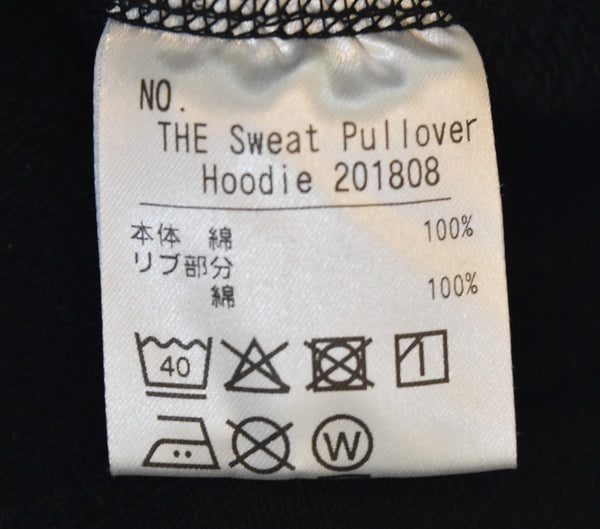 NO.
THE Sweat Pullover
Hoodie 201808
本体 綿 100%
リブ部分
綿 100%
40
W